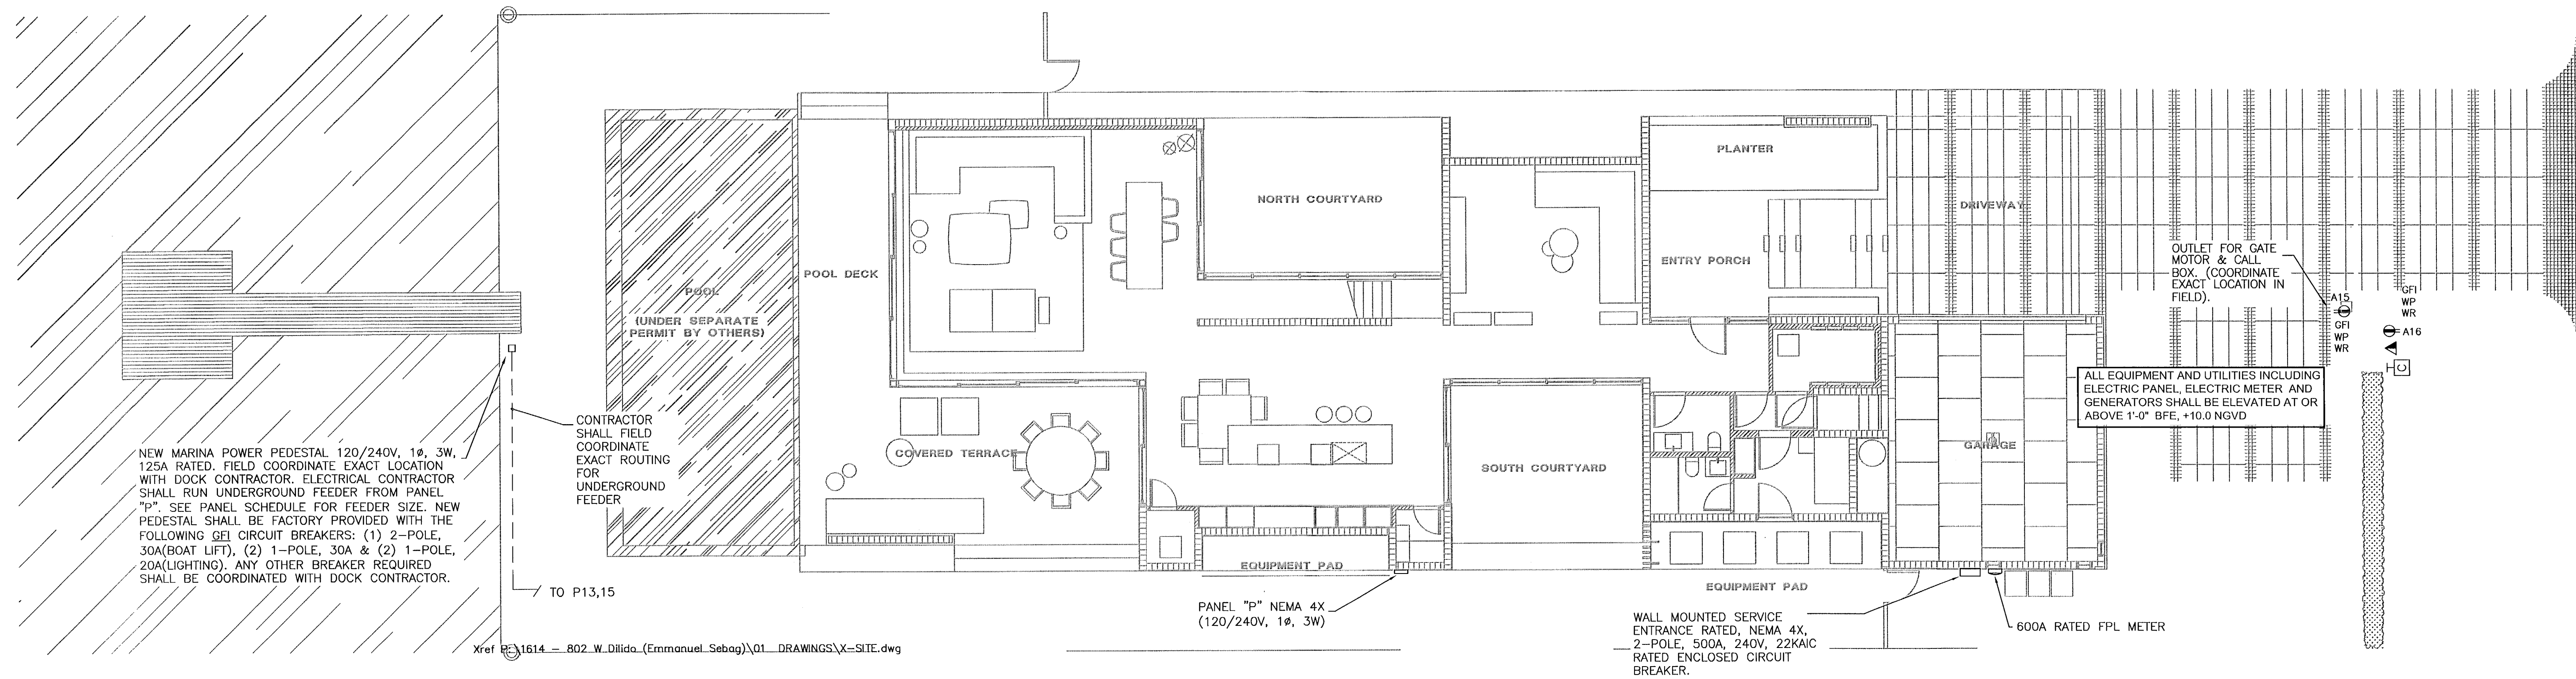 PLANTER
NORTH COURTYARD
DRIVEWAY
ENTRY PORCH
POOL DECK
POOL
(UNDER SEPARATE
PERMIT BY OTHERS)
OUTLET FOR GATE
MOTOR & CALL
BOX. (COORDINATE
EXACT LOCATION IN
FIELD).
A15
GFI
WP
WR
GFI
WP
WR
A16
C
ALL EQUIPMENT AND UTILITIES INCLUDING
ELECTRIC PANEL, ELECTRIC METER AND
GENERATORS SHALL BE ELEVATED AT OR
ABOVE 1'-0" BFE, +10.0 NGVD
CONTRACTOR
SHALL FIELD
COORDINATE
EXACT ROUTING
FOR
UNDERGROUND
FEEDER
COVERED TERRACE
SOUTH COURTYARD
GARAGE
NEW MARINA POWER PEDESTAL 120/240V, 1ø, 3W,
125A RATED. FIELD COORDINATE EXACT LOCATION
WITH DOCK CONTRACTOR. ELECTRICAL CONTRACTOR
SHALL RUN UNDERGROUND FEEDER FROM PANEL
"P". SEE PANEL SCHEDULE FOR FEEDER SIZE. NEW
PEDESTAL SHALL BE FACTORY PROVIDED WITH THE
FOLLOWING GFI CIRCUIT BREAKERS: (1) 2-POLE,
30A(BOAT LIFT), (2) 1-POLE, 30A & (2) 1-POLE,
20A(LIGHTING). ANY OTHER BREAKER REQUIRED
SHALL BE COORDINATED WITH DOCK CONTRACTOR.
TO P13,15
EQUIPMENT PAD
EQUIPMENT PAD
PANEL "P" NEMA 4X
(120/240V, 1ø, 3W)
WALL MOUNTED SERVICE
ENTRANCE RATED, NEMA 4X,
2-POLE, 500A, 240V, 22KAIC
RATED ENCLOSED CIRCUIT
BREAKER.
600A RATED FPL METER
Xref P:\1614 - 802 W Dilido (Emmanuel Sebag)\01 DRAWINGS\X-SITE.dwg